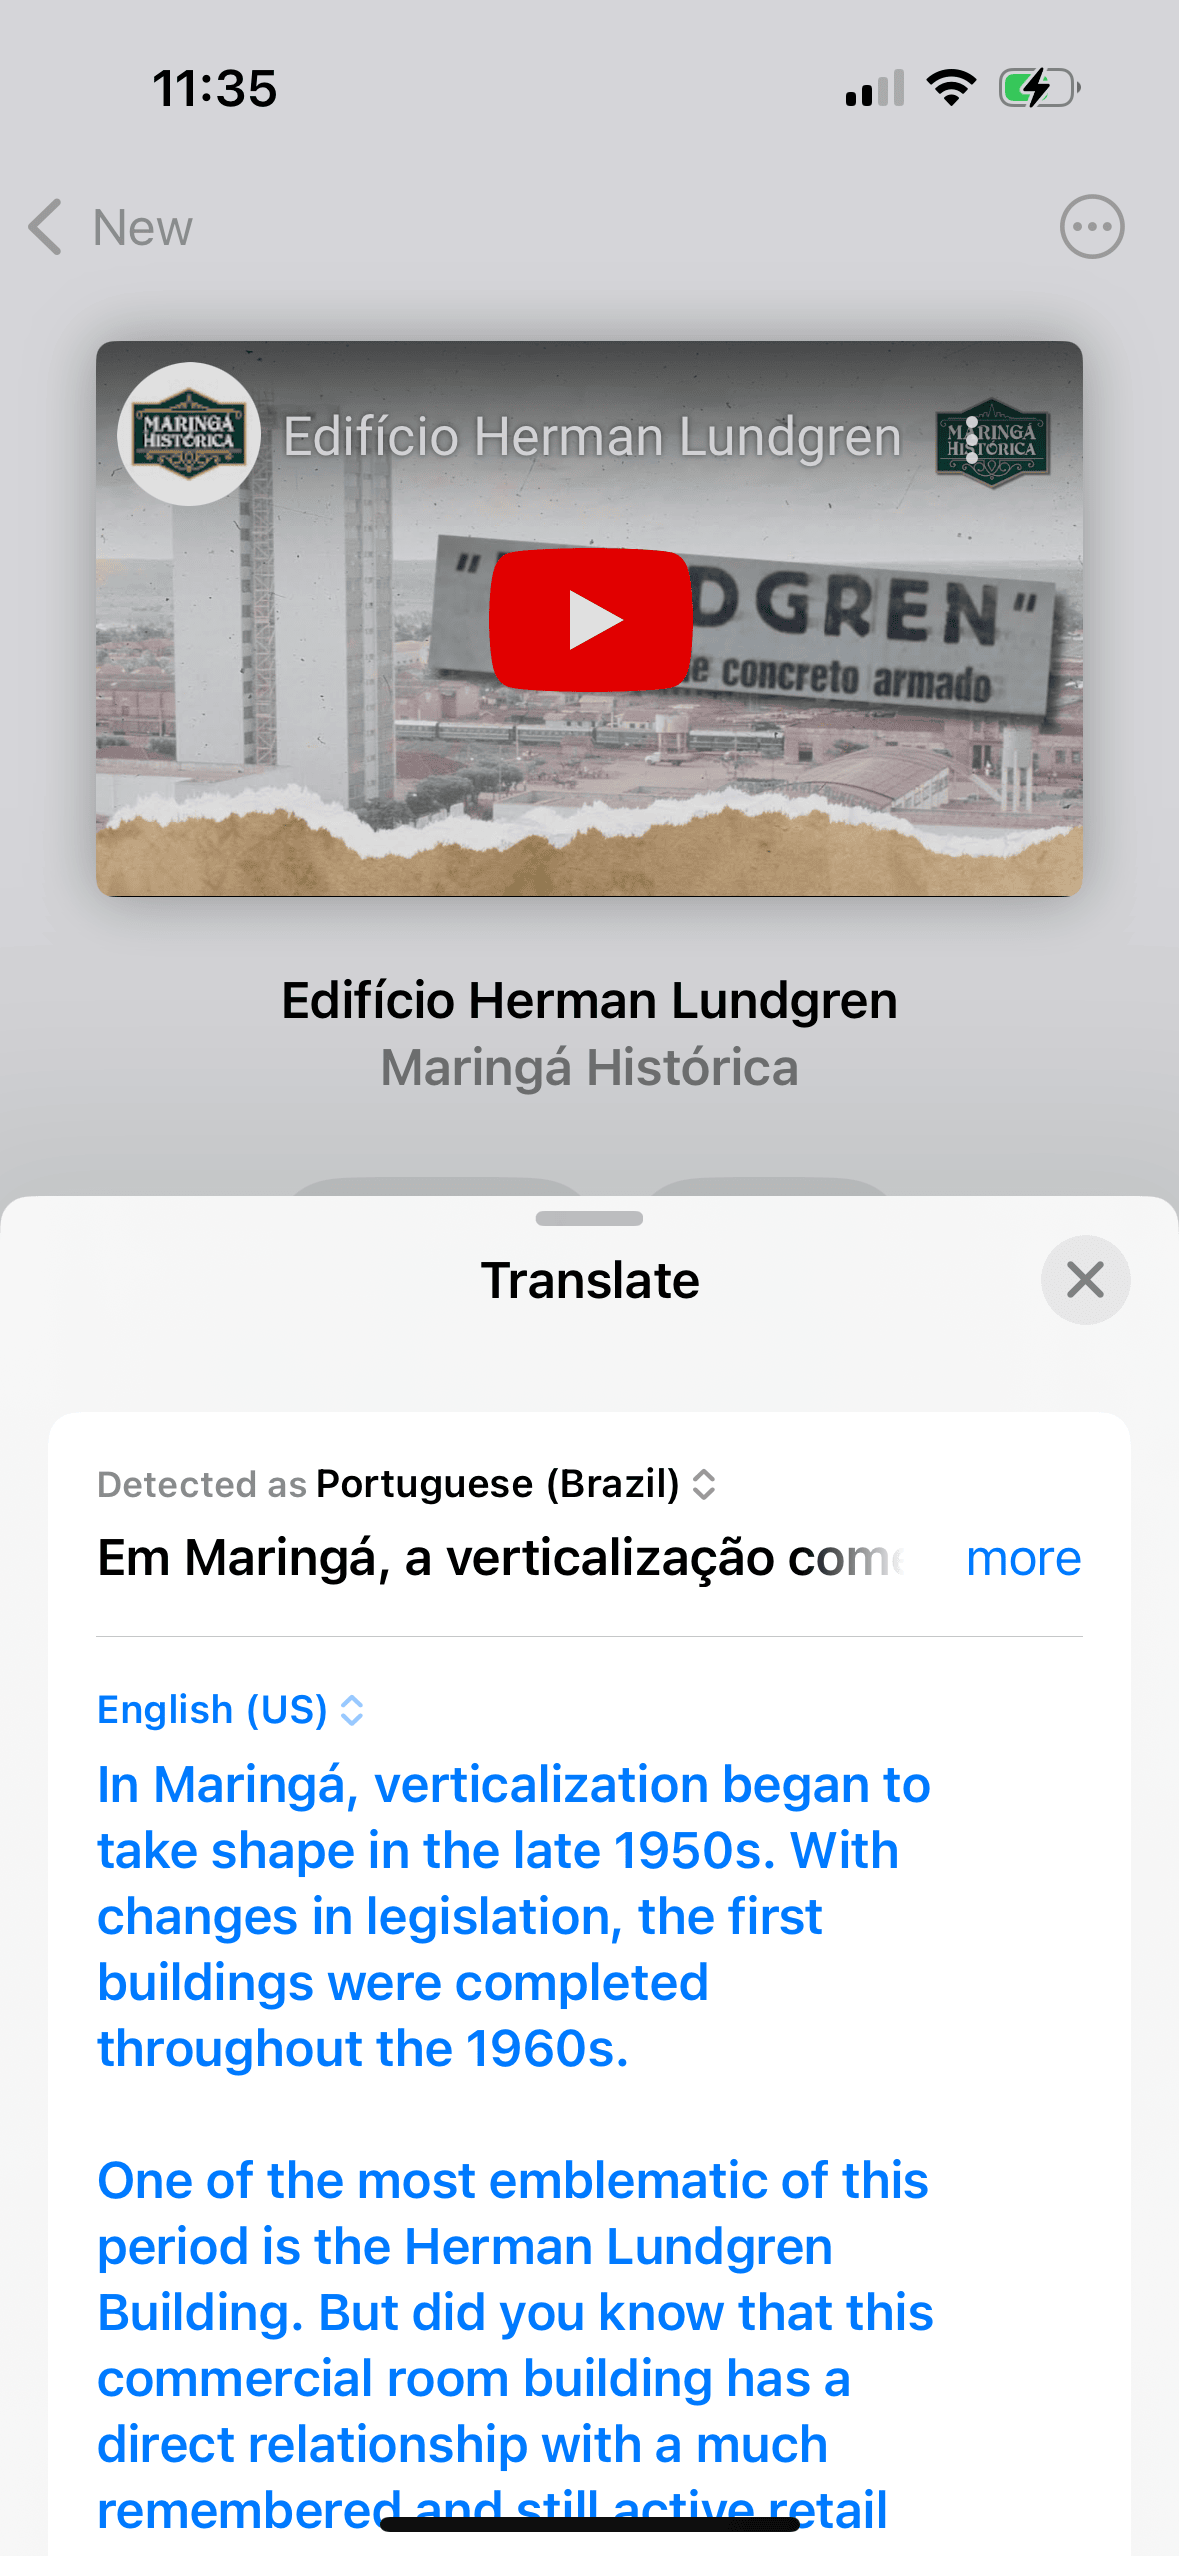 11:35
New
MARINGÁ
HISTÓRICA
Edifício Herman Lundgren
MARINGÁ
HISTÓRICA
" DGREN"
concreto armado
Edifício Herman Lundgren
Maringá Histórica
Translate
Detected as Portuguese (Brazil)
Em Maringá, a verticalização come
more
English (US)
In Maringá, verticalization began to
take shape in the late 1950s. With
changes in legislation, the first
buildings were completed
throughout the 1960s.
One of the most emblematic of this
period is the Herman Lundgren
Building. But did you know that this
commercial room building has a
direct relationship with a much
remembered and still active retail